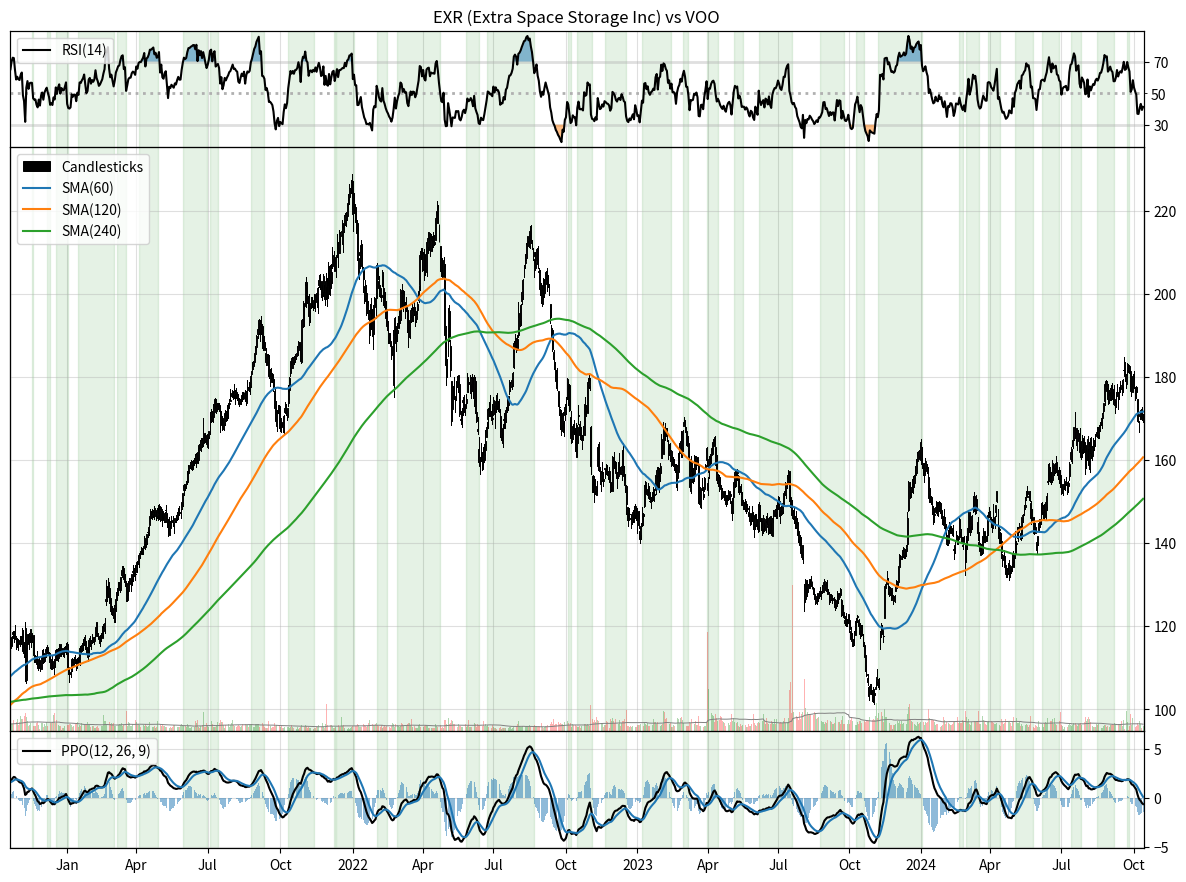 EXR (Extra Space Storage Inc) vs VOO
RSI(14)
70
50
30
Candlesticks
SMA(60)
SMA(120)
SMA(240)
220
200
180
160
140
120
100
PPO(12, 26, 9)
5
0
−5
Jan Apr Jul Oct 2022 Apr Jul Oct 2023 Apr Jul Oct 2024 Apr Jul Oct